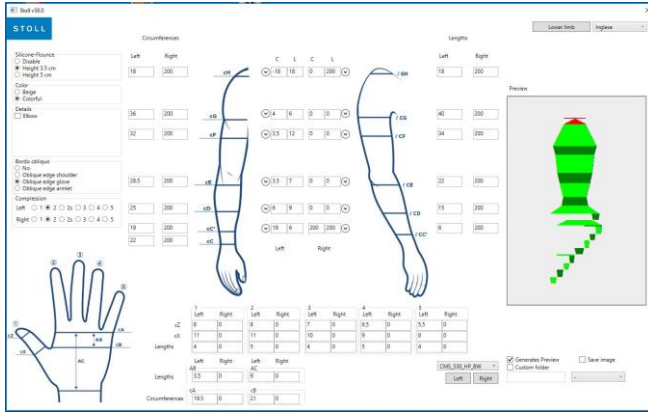 Stoll v58.0
STOLL
Lower limb Inglese
Circumferences Lengths
Silicone-Flounce
Disable
Height 3.5 cm
Height 5 cm
Color
Beige
Colorful
Details
Elbow
Bordo obliquo
No
Oblique edge shoulder
Oblique edge glove
Oblique edge armlet
Compression
Left 1 2 2s 3 4 5
Right 1 2 2s 3 4 5
Left Right C L C L Left Right
18 200 cH -18 18 0 200 / GH 18 200
36 200 cG 4 6 0 0 / CG 40 200
32 200 cF 3,5 12 0 0 / CF 34 200
28.5 200 cE 3,5 7 0 0 / CE 22 200
25 200 cD 6 9 0 0 / CD 15 200
19 200 cC' 19 6 200 200 / CC' 6 200
22 200 cC
Left Right
Preview
1 2 3 4 5
cZ cX cA cB AB AC
1 2 3 4 5
Left Right Left Right Left Right Left Right Left Right
cZ 8 0 8 0 7 0 6,5 0 5,5 0
cX 11 0 11 0 10 0 9 0 8 0
Lengths 4 0 5 0 4 0 5 0 4 0
Left Right Left Right
AB AC
Lengths 3.5 0 9 0
cA cB
Circumferences 19.5 0 21 0
CMS_530_HP_BW
Left Right
Generates Preview Save image
Custom folder
-